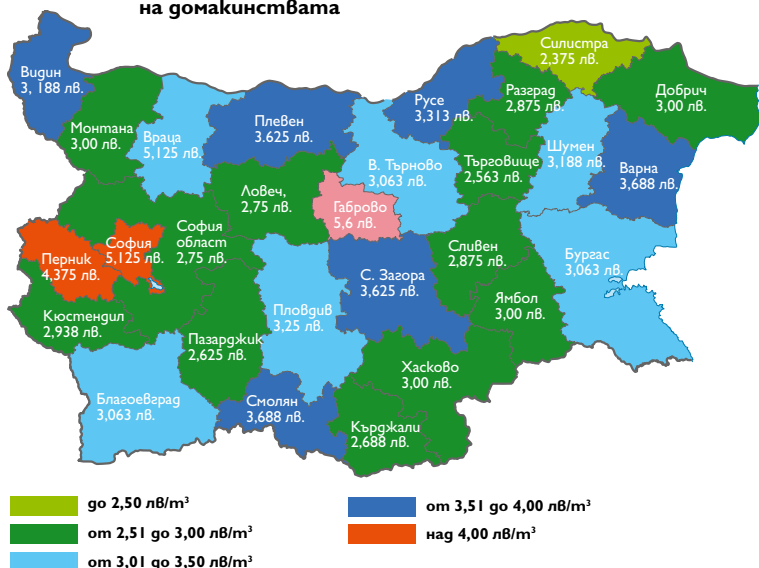 на домакинствата
Видин
3, 188 лв.
Монтана
3,00 лв.
Враца
5,125 лв.
Плевен
3.625 лв.
Русе
3,313 лв.
Силистра
2,375 лв.
Разград
2,875 лв.
Добрич
3,00 лв.
Шумен
3,188 лв.
Варна
3,688 лв.
Търговище
2,563 лв.
В. Търново
3,063 лв.
Ловеч,
2,75 лв.
Габрово
5,6 лв.
София
област
2,75 лв.
София
5,125 лв.
Перник
4,375 лв.
Кюстендил
2,938 лв.
Пазарджик
2,625 лв.
Пловдив
3,25 лв.
С. Загора
3,625 лв.
Сливен
2,875 лв.
Ямбол
3,00 лв.
Бургас
3,063 лв.
Хасково
3,00 лв.
Благоевград
3,063 лв.
Смолян
3,688 лв.
Кърджали
2,688 лв.
до 2,50 лв/m³
от 2,51 до 3,00 лв/m³
от 3,01 до 3,50 лв/m³
от 3,51 до 4,00 лв/m³
над 4,00 лв/m³